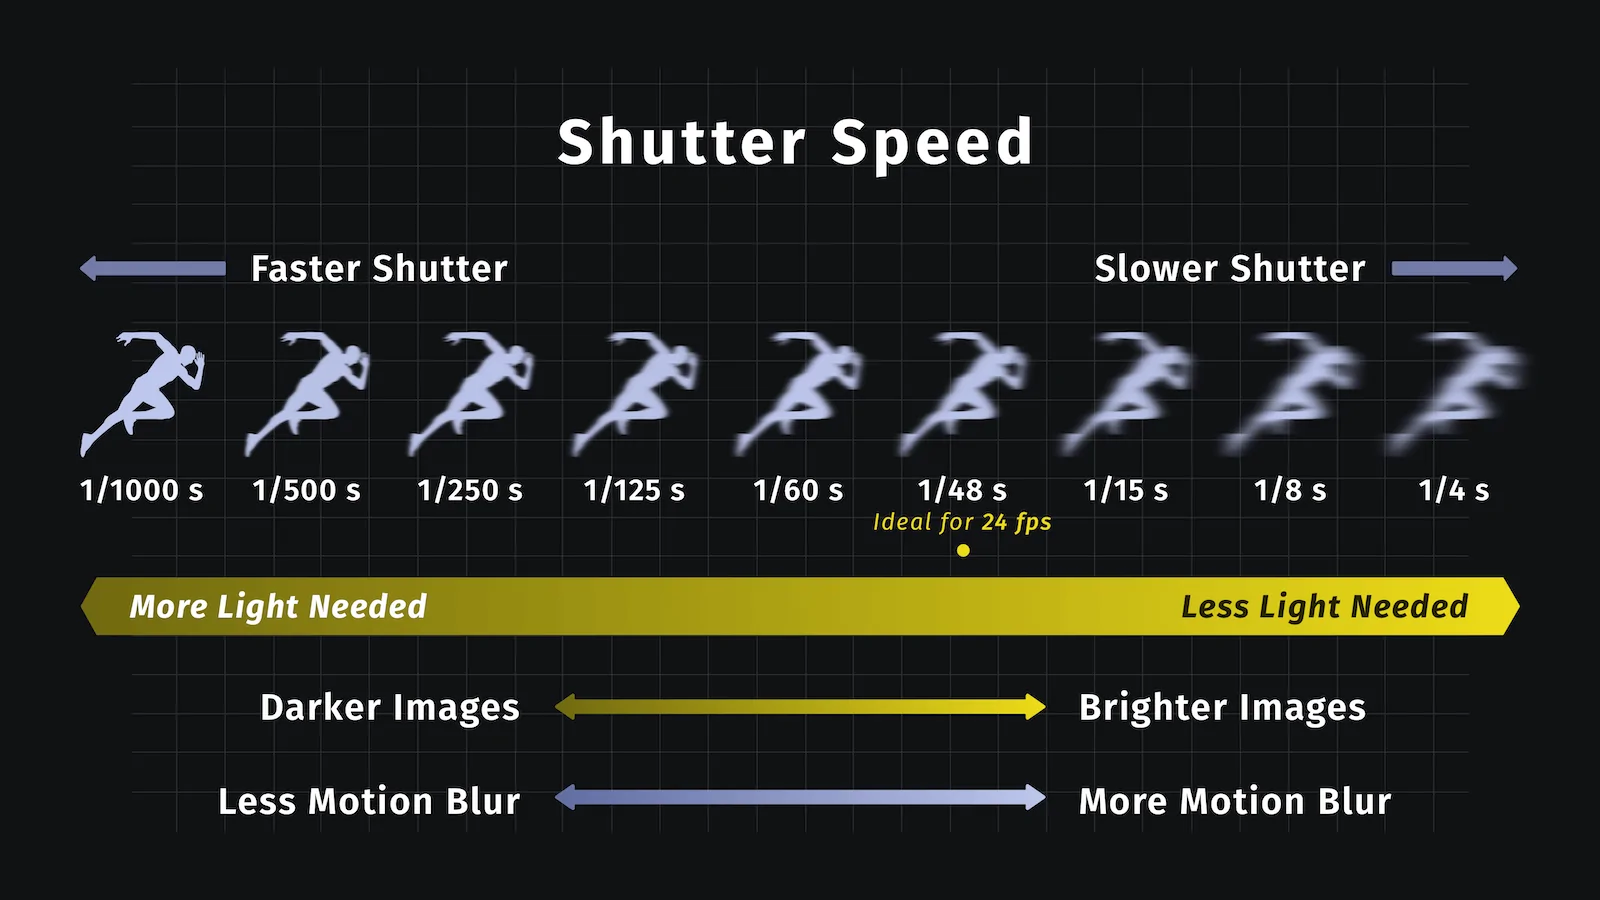 Shutter Speed
Faster Shutter
Slower Shutter
1/1000 s
1/500 s
1/250 s
1/125 s
1/60 s
1/48 s
1/15 s
1/8 s
1/4 s
Ideal for 24 fps
More Light Needed
Less Light Needed
Darker Images
Brighter Images
Less Motion Blur
More Motion Blur